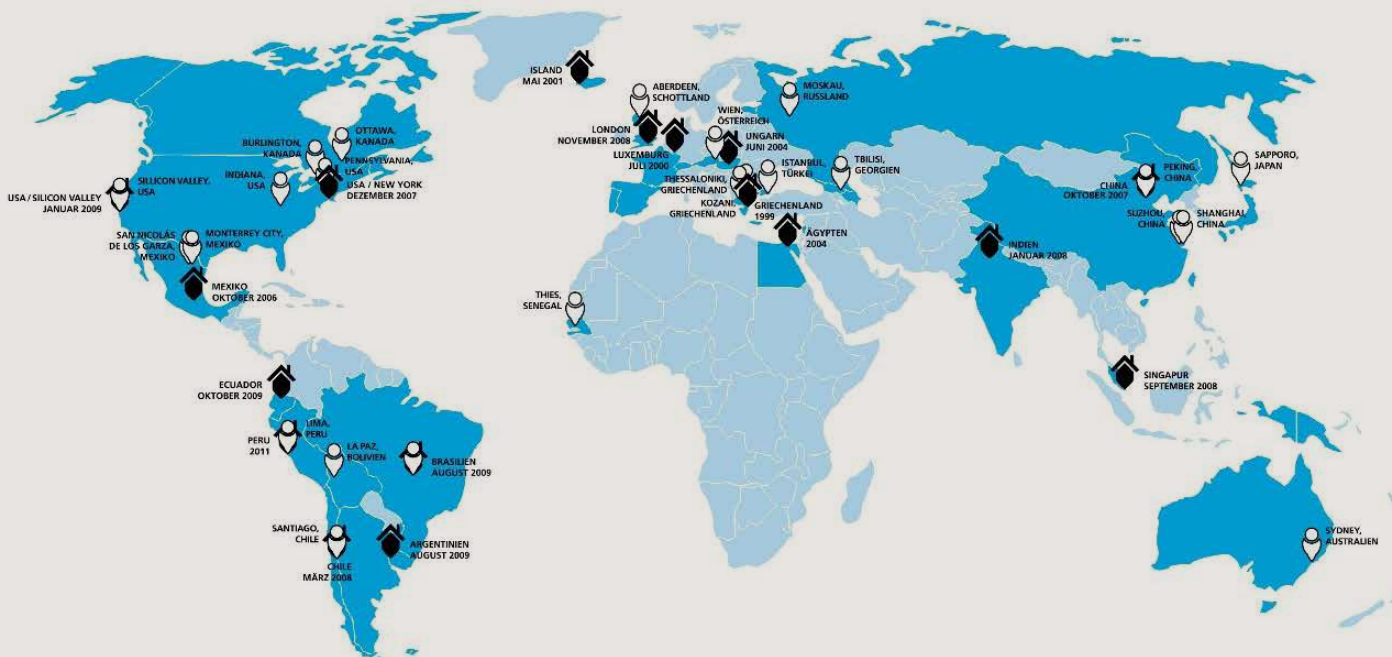 ISLAND
MAI 2001
ABERDEEN,
SCHOTTLAND
MOSKAU,
RUSSLAND
WIEN,
ÖSTERREICH
LONDON
NOVEMBER 2008
UNGARN
JUNI 2004
LUXEMBURG
JULI 2000
OTTAWA,
KANADA
BURLINGTON,
KANADA
PENNSYLVANIA,
USA
INDIANA,
USA
USA / NEW YORK
DEZEMBER 2007
SILLICON VALLEY,
USA
USA / SILICON VALLEY
JANUAR 2009
ISTANBUL,
TÜRKEI
TBILISI,
GEORGIEN
THESSALONIKI,
GRIECHENLAND
KOZANI,
GRIECHENLAND
GRIECHENLAND
1999
SAPPORO,
JAPAN
PEKING,
CHINA
CHINA
OKTOBER 2007
SUZHOU,
CHINA
SHANGHAI,
CHINA
SAN NICOLÁS
DE LOS GARZA,
MEXIKO
MONTERREY CITY,
MEXIKO
ÄGYPTEN
2004
INDIEN
JANUAR 2008
MEXIKO
OKTOBER 2006
THIES,
SENEGAL
SINGAPUR
SEPTEMBER 2008
ECUADOR
OKTOBER 2009
LIMA,
PERU
PERU
2011
LA PAZ,
BOLIVIEN
BRASILIEN
AUGUST 2009
SANTIAGO,
CHILE
CHILE
MÄRZ 2008
ARGENTINIEN
AUGUST 2009
SYDNEY,
AUSTRALIEN